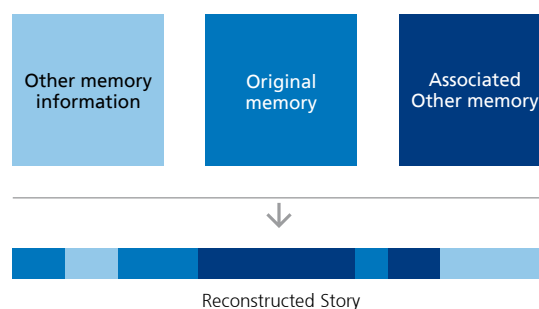 Other memory
information
Original
memory
Associated
Other memory
Reconstructed Story